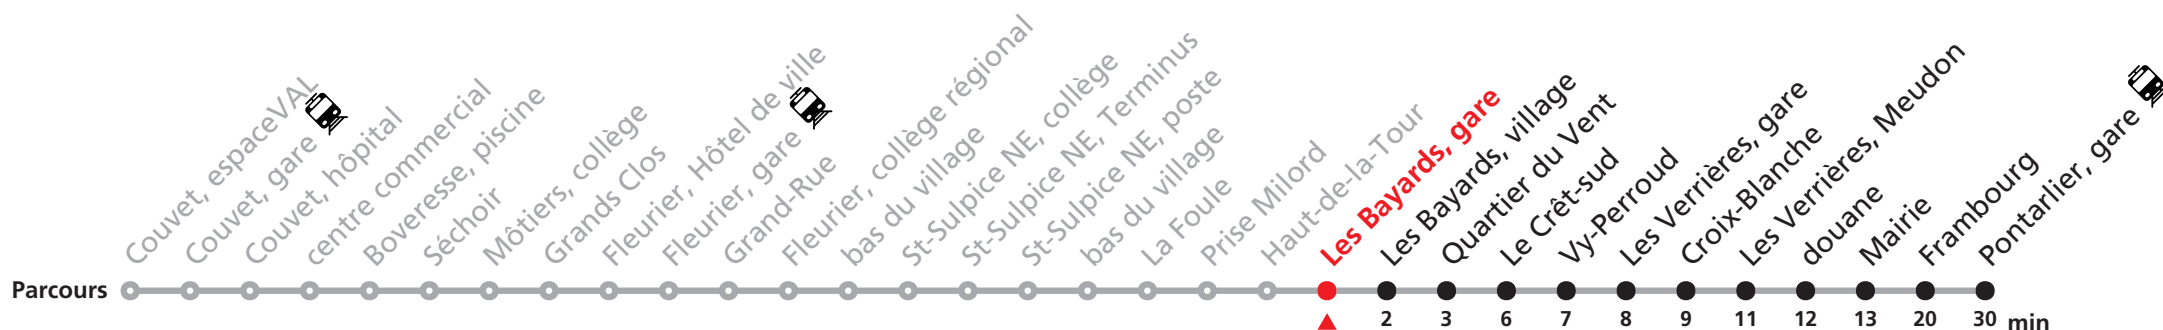 Couvet, espaceVAL
Couvet, gare
Couvet, hôpital
centre commercial
Boveresse, piscine
Séchoir
Môtiers, collège
Grands Clos
Fleurier, Hôtel de ville
Fleurier, gare
Grand-Rue
Fleurier, collège régional
bas du village
St-Sulpice NE, collège
St-Sulpice NE, Terminus
St-Sulpice NE, poste
bas du village
La Foule
Prise Milord
Haut-de-la-Tour
Les Bayards, gare
Les Bayards, village
Quartier du Vent
Le Crêt-sud
Vy-Perroud
Les Verrières, gare
Croix-Blanche
Les Verrières, Meudon
douane
Mairie
Frambourg
Pontarlier, gare
Parcours
2 3 6 7 8 9 11 12 13 20 30 min